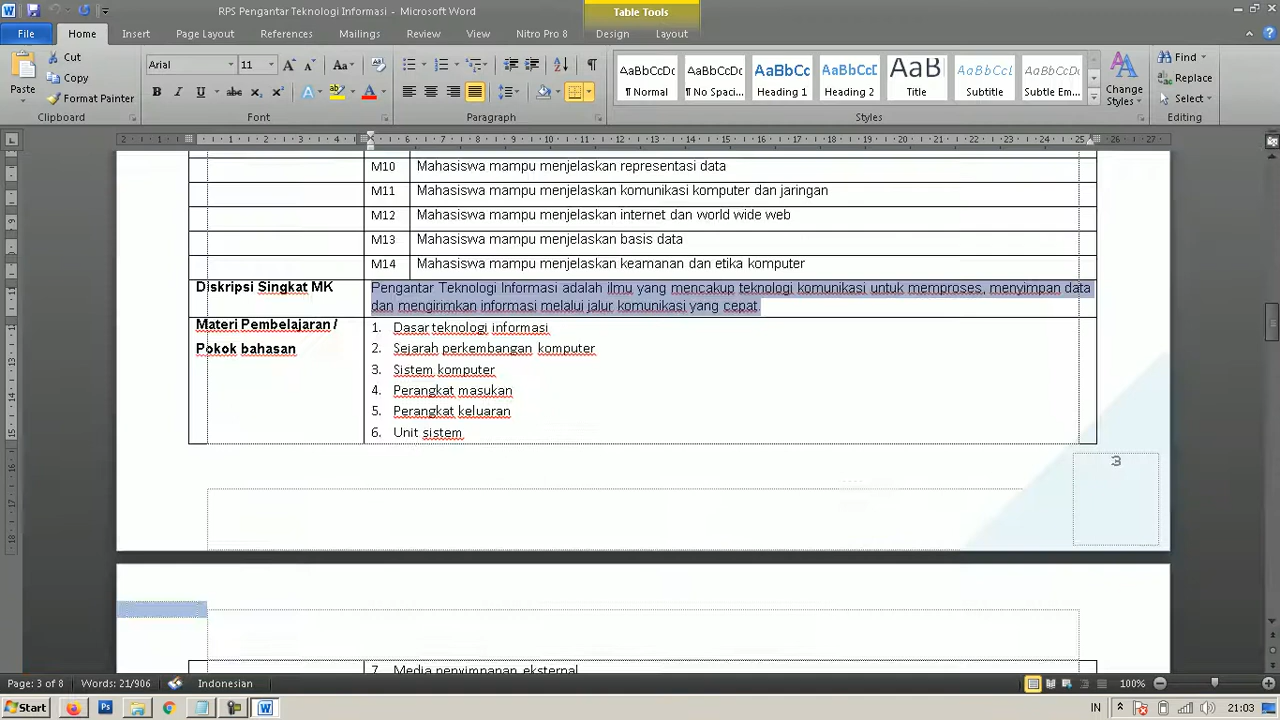 RPS Pengantar Teknologi Informasi - Microsoft Word
Table Tools
File Home Insert Page Layout References Mailings Review View Nitro Pro 8 Design Layout
Paste
Cut
Copy
Format Painter
Clipboard
Arial 11
Font
Paragraph
AaBbCcDc ¶ Normal
AaBbCcDc ¶ No Spaci...
AaBbCc Heading 1
AaBbCcD Heading 2
AaB Title
AaBbCcD Subtitle
AaBbCcDc Subtle Em...
Styles
Change Styles
Find
Replace
Select
Editing
M10 Mahasiswa mampu menjelaskan representasi data
M11 Mahasiswa mampu menjelaskan komunikasi komputer dan jaringan
M12 Mahasiswa mampu menjelaskan internet dan world wide web
M13 Mahasiswa mampu menjelaskan basis data
M14 Mahasiswa mampu menjelaskan keamanan dan etika komputer
Diskripsi Singkat MK
Pengantar Teknologi Informasi adalah ilmu yang mencakup teknologi komunikasi untuk memproses, menyimpan data
dan mengirimkan informasi melalui jalur komunikasi yang cepat.
Materi Pembelajaran /
Pokok bahasan
1. Dasar teknologi informasi
2. Sejarah perkembangan komputer
3. Sistem komputer
4. Perangkat masukan
5. Perangkat keluaran
6. Unit sistem
3
7. Media penyimpanan eksternal
Page: 3 of 8 Words: 21/906 Indonesian 100%
Start IN 21:03